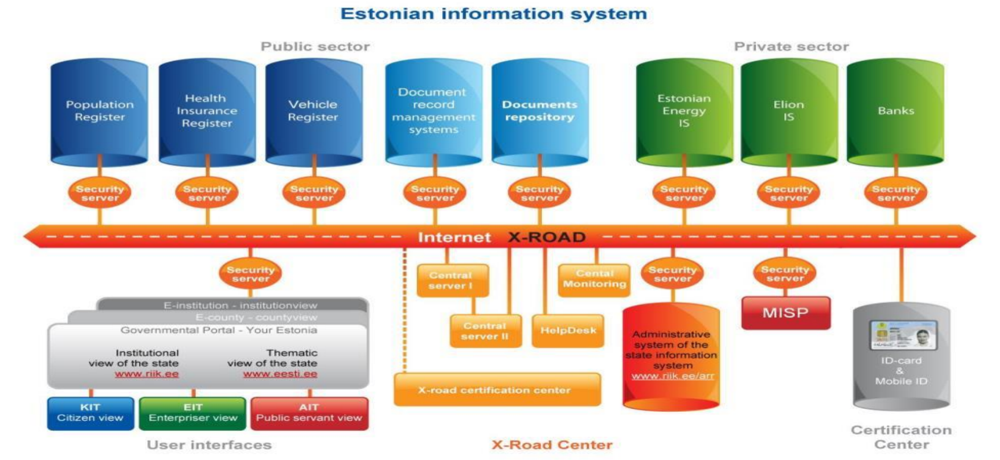 Estonian information system
Public sector
Private sector
Population
Register
Health
Insurance
Register
Vehicle
Register
Document
record
management
systems
Documents
repository
Estonian
Energy
IS
Elion
IS
Banks
Security
server
Security
server
Security
server
Security
server
Security
server
Security
server
Security
server
Security
server
Internet X-ROAD
Security
server
E-institution - institutionview
E-county - countyview
Governmental Portal - Your Estonia
Institutional
view of the state
www.riik.ee
Thematic
view of the state
www.eesti.ee
KIT
Citizen view
EIT
Enterpriser view
AIT
Public servant view
User interfaces
Central
server I
Central
server II
Cental
Monitoring
HelpDesk
X-road certification center
X-Road Center
Security
server
Administrative
system of the
state information
system
www.riik.ee/arr
Security
server
MISP
ID-card
&
Mobile ID
Certification
Center